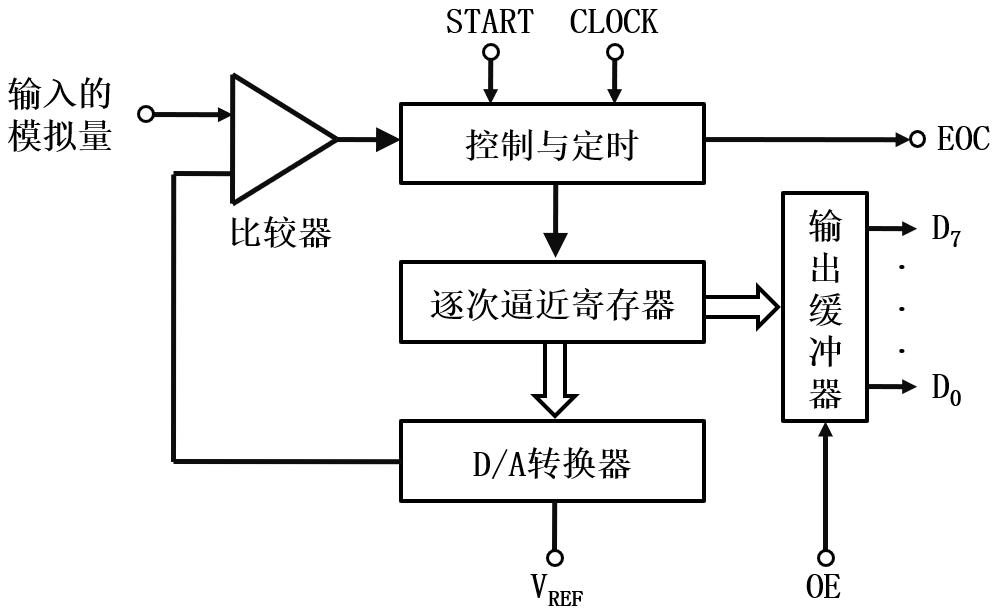 START
CLOCK
输入的
模拟量
控制与定时
EOC
比较器
输出缓冲器
D7
D0
逐次逼近寄存器
D/A转换器
VREF
OE